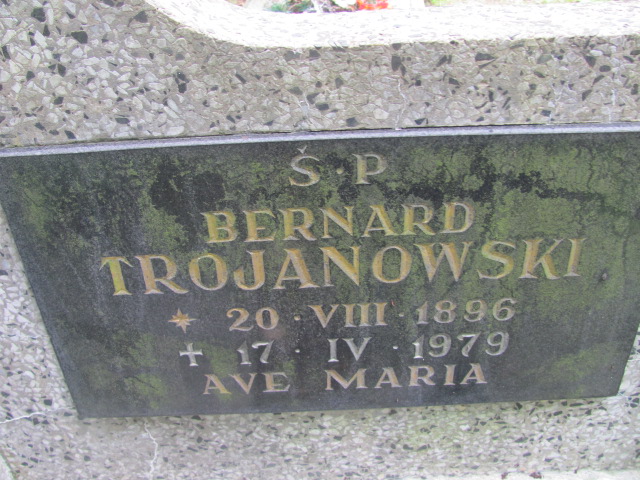 Ś·P
BERNARD
TROJANOWSKI
* 20·VIII·1896
+ 17·IV·1979
AVE MARIA